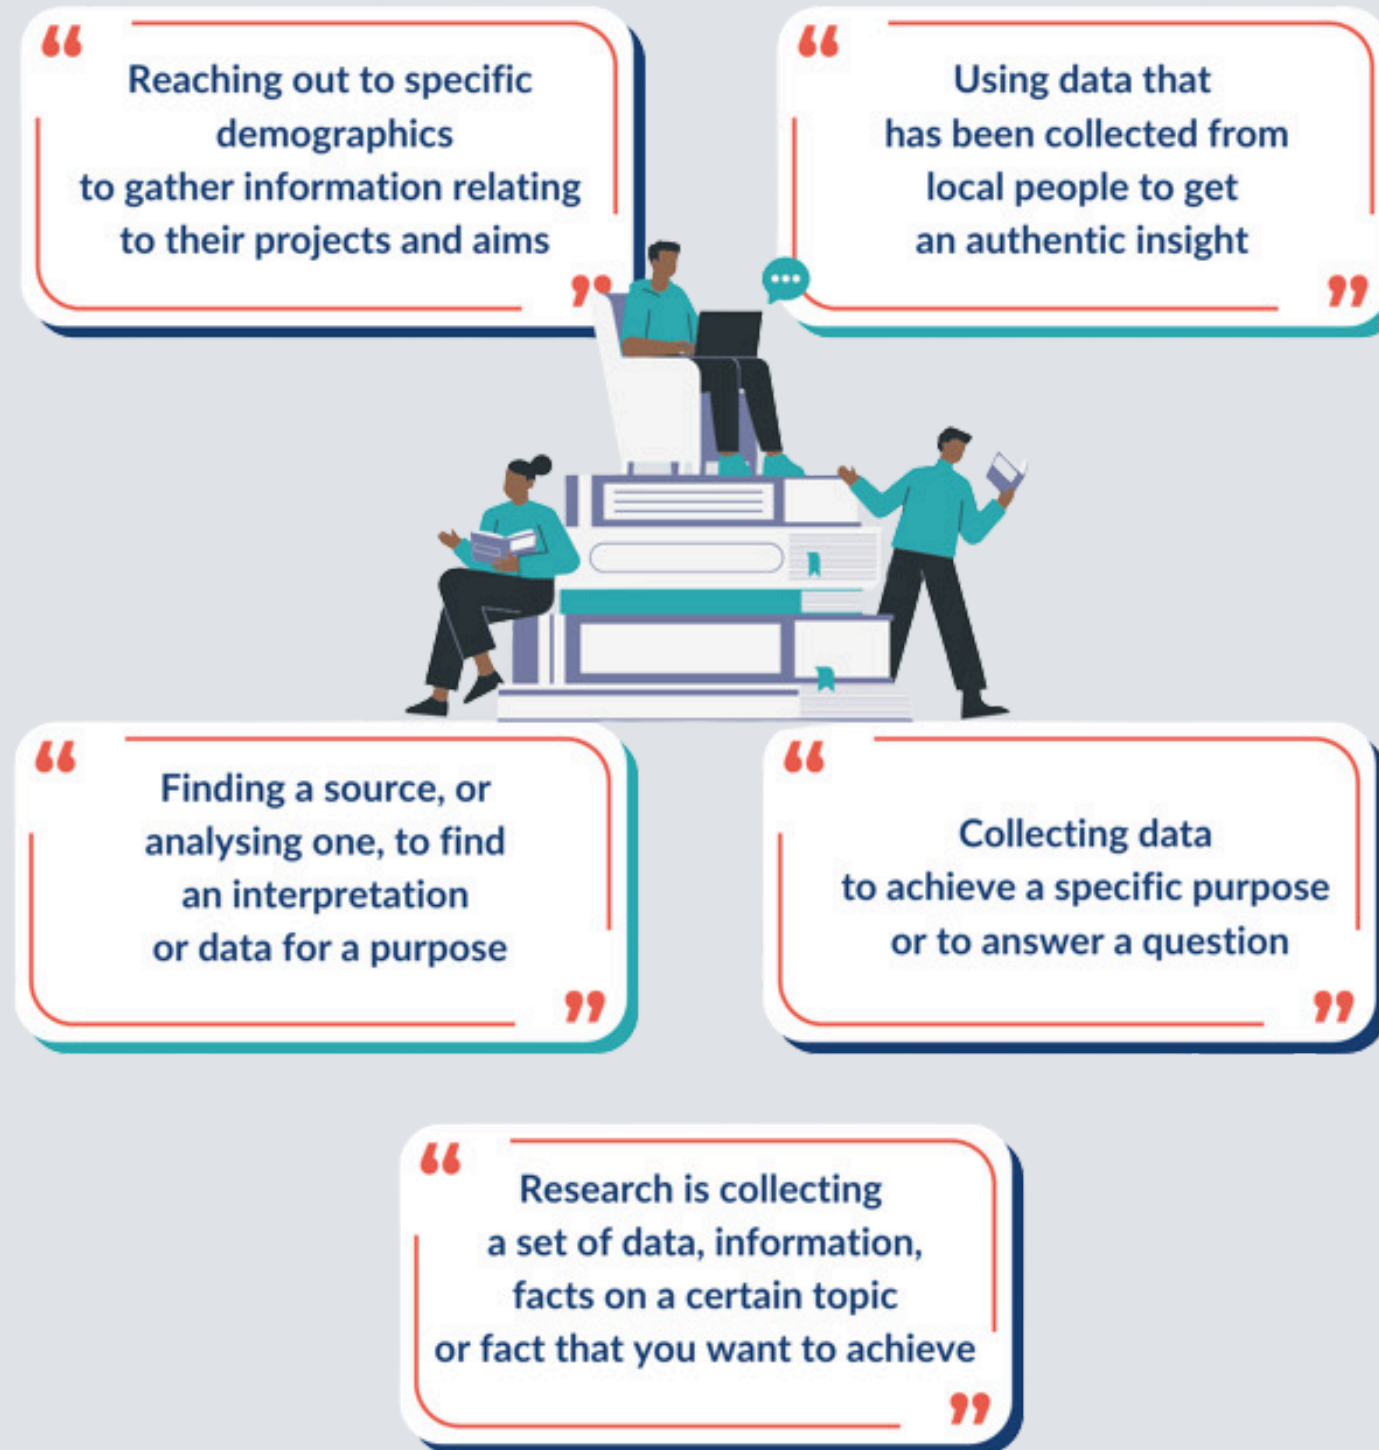 “
Reaching out to specific
demographics
to gather information relating
to their projects and aims
”
“
Using data that
has been collected from
local people to get
an authentic insight
”
“
Finding a source, or
analysing one, to find
an interpretation
or data for a purpose
”
“
Collecting data
to achieve a specific purpose
or to answer a question
”
“
Research is collecting
a set of data, information,
facts on a certain topic
or fact that you want to achieve
”